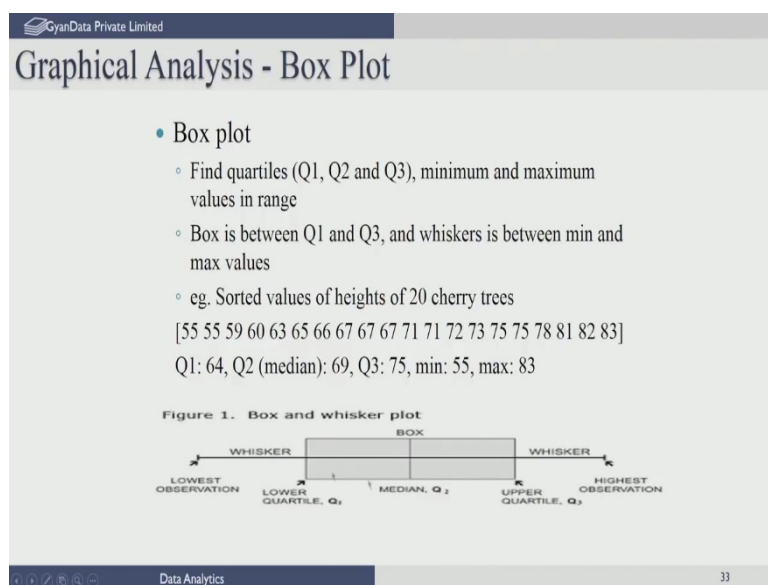 GyanData Private Limited
Graphical Analysis - Box Plot
• Box plot
◦ Find quartiles (Q1, Q2 and Q3), minimum and maximum
values in range
◦ Box is between Q1 and Q3, and whiskers is between min and
max values
◦ eg. Sorted values of heights of 20 cherry trees
[55 55 59 60 63 65 66 67 67 67 71 71 72 73 75 75 78 81 82 83]
Q1: 64, Q2 (median): 69, Q3: 75, min: 55, max: 83
Figure 1. Box and whisker plot
BOX
WHISKER WHISKER
LOWEST
OBSERVATION
LOWER
QUARTILE, Q₁
MEDIAN, Q₂
UPPER
QUARTILE, Q₃
HIGHEST
OBSERVATION
Data Analytics 33